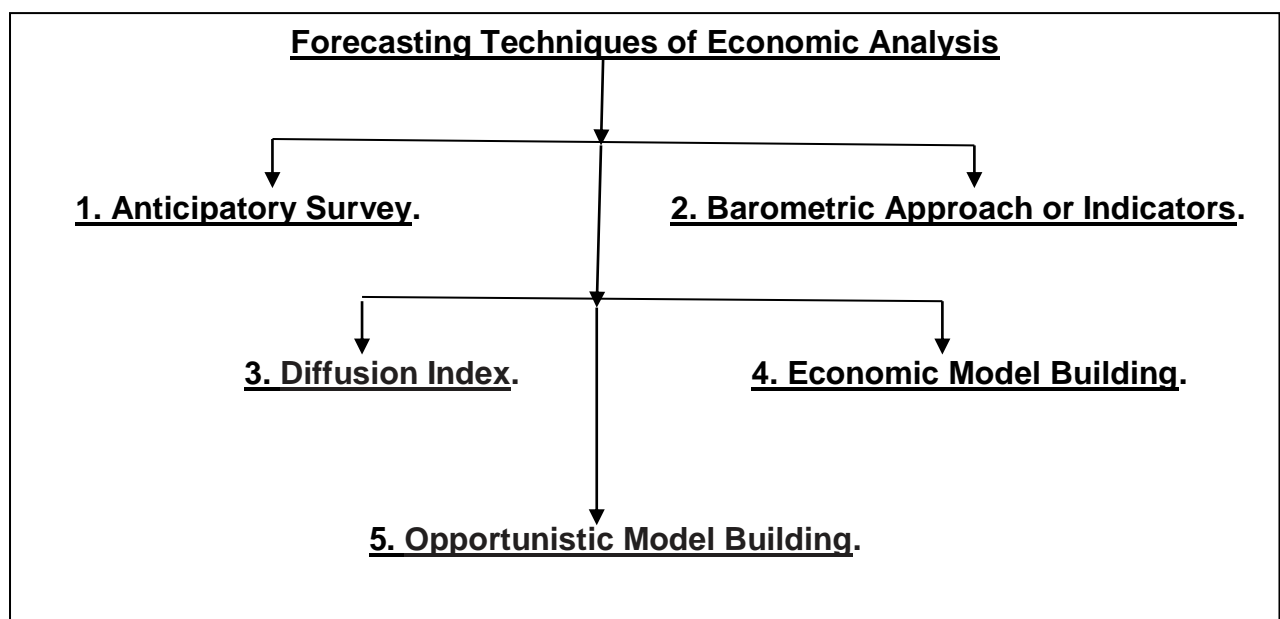 Forecasting Techniques of Economic Analysis
1. Anticipatory Survey.
2. Barometric Approach or Indicators.
3. Diffusion Index.
4. Economic Model Building.
5. Opportunistic Model Building.